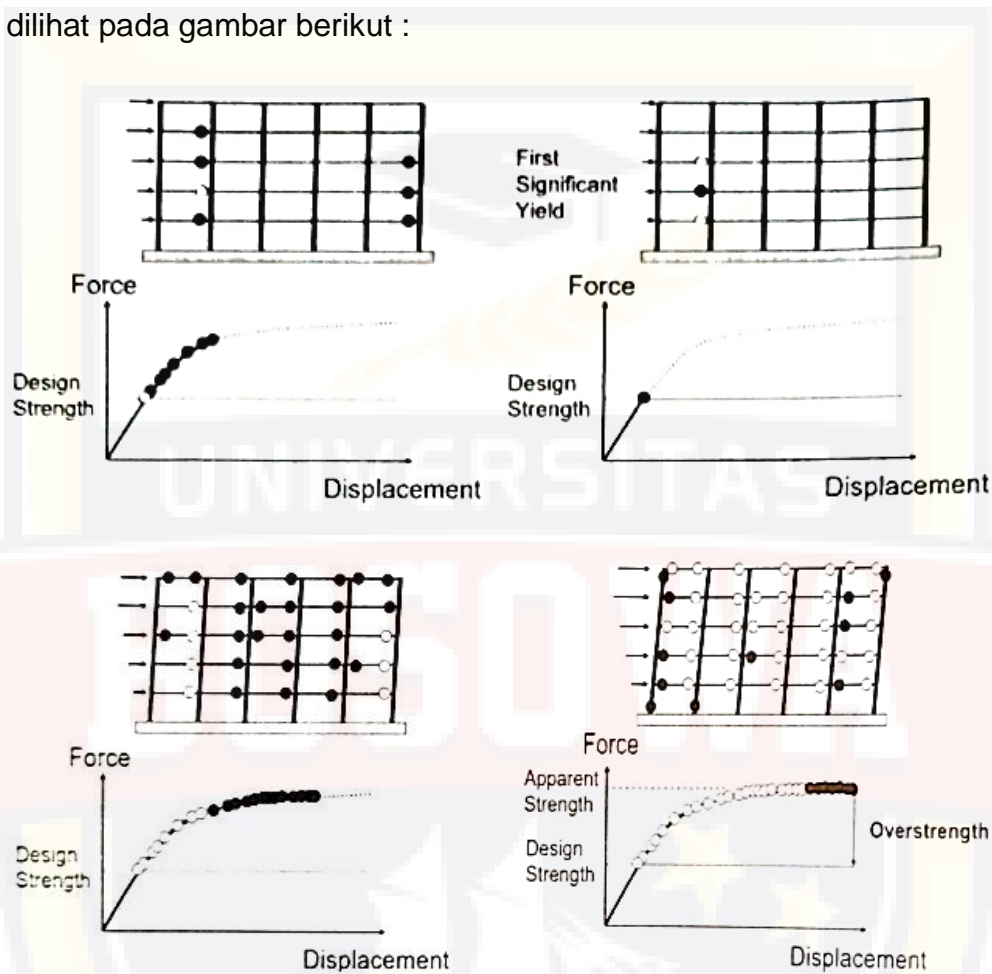 dilihat pada gambar berikut :
First
Significant
Yield
Force
Design
Strength
Displacement
Force
Design
Strength
Displacement
UNIVERSITAS
BOSOWA
Force
Design
Strength
Displacement
Force
Apparent
Strength
Design
Strength
Overstrength
Displacement